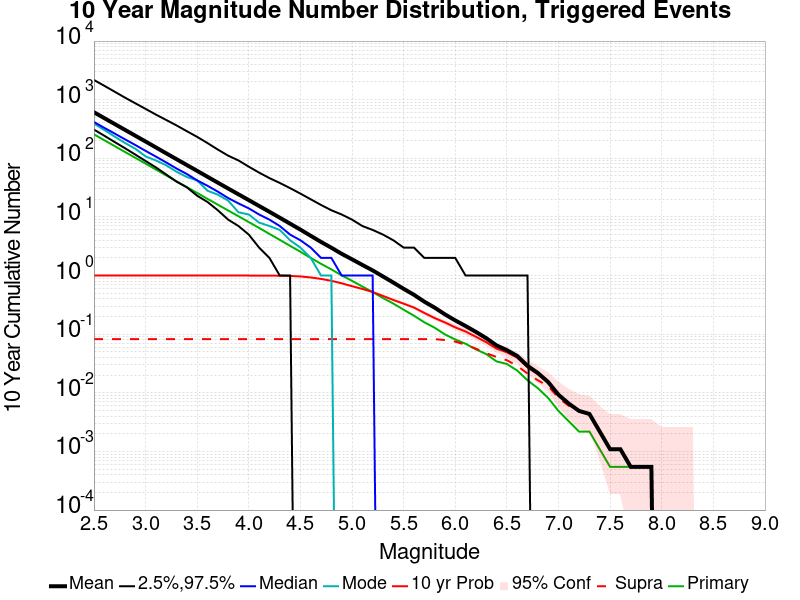 10 Year Magnitude Number Distribution, Triggered Events
10 4
10 3
10 2
10 1
10 0
10 -1
10 -2
10 -3
10 -4
10 Year Cumulative Number
2.5 3.0 3.5 4.0 4.5 5.0 5.5 6.0 6.5 7.0 7.5 8.0 8.5 9.0
Magnitude
Mean 2.5%,97.5% Median Mode 10 yr Prob 95% Conf Supra Primary